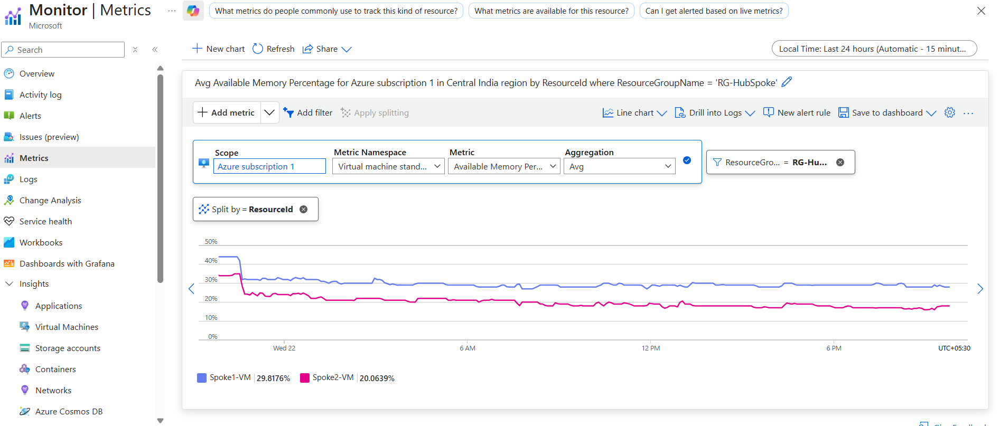 Monitor | Metrics
...
Microsoft
What metrics do people commonly use to track this kind of resource?
What metrics are available for this resource?
Can I get alerted based on live metrics?
Search
Overview
Activity log
Alerts
Issues (preview)
Metrics
Logs
Change Analysis
Service health
Workbooks
Dashboards with Grafana
Insights
Applications
Virtual Machines
Storage accounts
Containers
Networks
Azure Cosmos DB
New chart
Refresh
Share
Local Time: Last 24 hours (Automatic - 15 minut...
Avg Available Memory Percentage for Azure subscription 1 in Central India region by ResourceId where ResourceGroupName = 'RG-HubSpoke'
Add metric
Add filter
Apply splitting
Line chart
Drill into Logs
New alert rule
Save to dashboard
...
Scope
Azure subscription 1
Metric Namespace
Virtual machine stand...
Metric
Available Memory Per...
Aggregation
Avg
ResourceGro... = RG-Hu...
Split by = ResourceId
50%
40%
30%
20%
10%
0%
Wed 22
6 AM
12 PM
6 PM
UTC+05:30
Spoke1-VM 29.8176%
Spoke2-VM 20.0639%